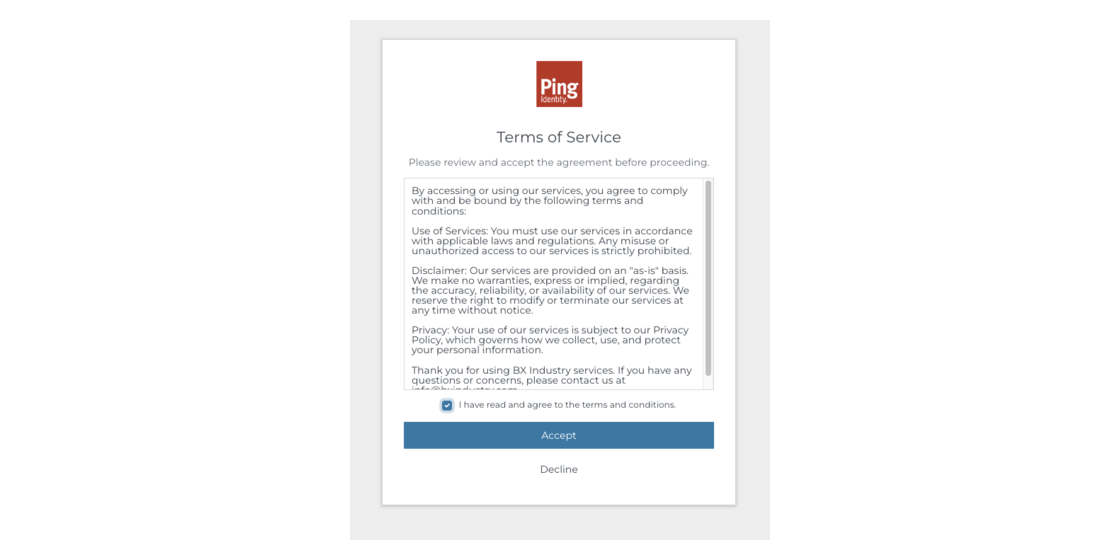 Ping
Identity.
Terms of Service
Please review and accept the agreement before proceeding.
By accessing or using our services, you agree to comply
with and be bound by the following terms and
conditions:
Use of Services: You must use our services in accordance
with applicable laws and regulations. Any misuse or
unauthorized access to our services is strictly prohibited.
Disclaimer: Our services are provided on an "as-is" basis.
We make no warranties, express or implied, regarding
the accuracy, reliability, or availability of our services. We
reserve the right to modify or terminate our services at
any time without notice.
Privacy: Your use of our services is subject to our Privacy
Policy, which governs how we collect, use, and protect
your personal information.
Thank you for using BX Industry services. If you have any
questions or concerns, please contact us at
I have read and agree to the terms and conditions.
Accept
Decline